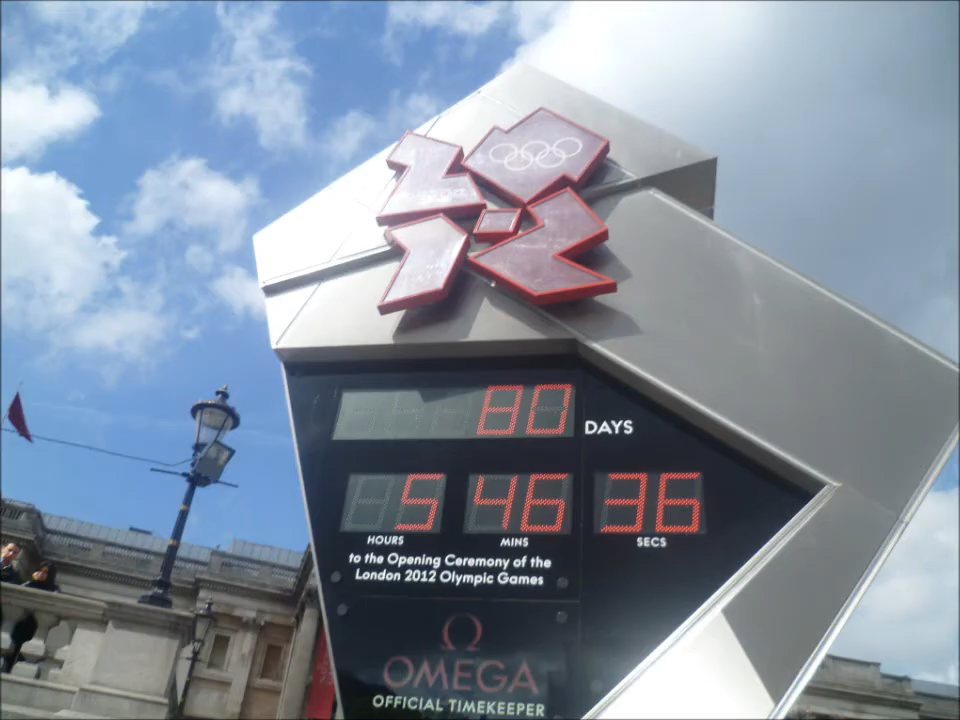 80 DAYS
5 46 36
HOURS MINS SECS
to the Opening Ceremony of the
London 2012 Olympic Games
Ω
OMEGA
OFFICIAL TIMEKEEPER